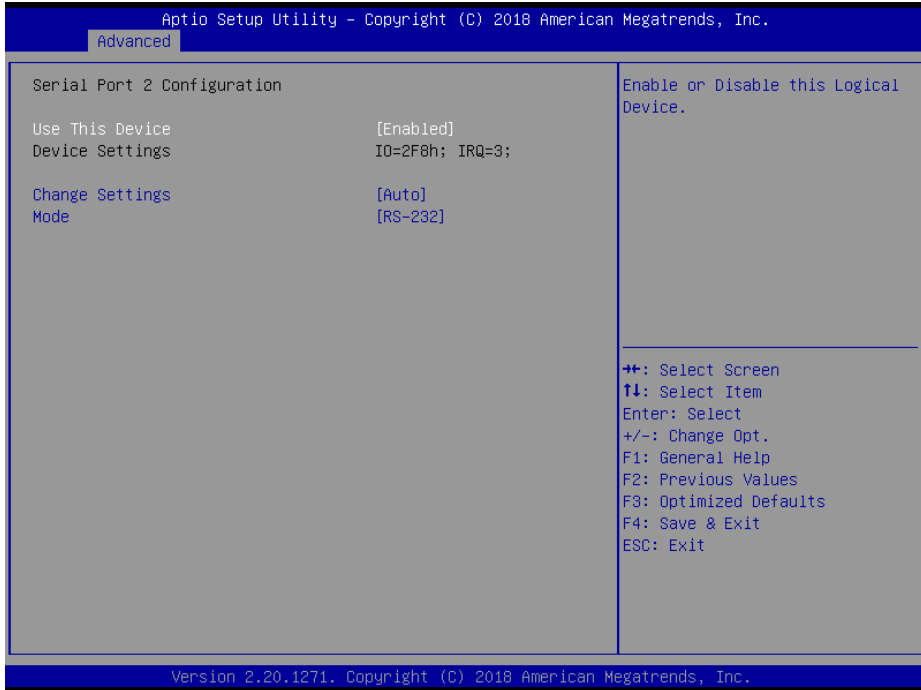 Aptio Setup Utility – Copyright (C) 2018 American Megatrends, Inc.
Advanced
Serial Port 2 Configuration
Use This Device [Enabled]
Device Settings IO=2F8h; IRQ=3;
Change Settings [Auto]
Mode [RS-232]
Enable or Disable this Logical
Device.
→←: Select Screen
↑↓: Select Item
Enter: Select
+/-: Change Opt.
F1: General Help
F2: Previous Values
F3: Optimized Defaults
F4: Save & Exit
ESC: Exit
Version 2.20.1271. Copyright (C) 2018 American Megatrends, Inc.